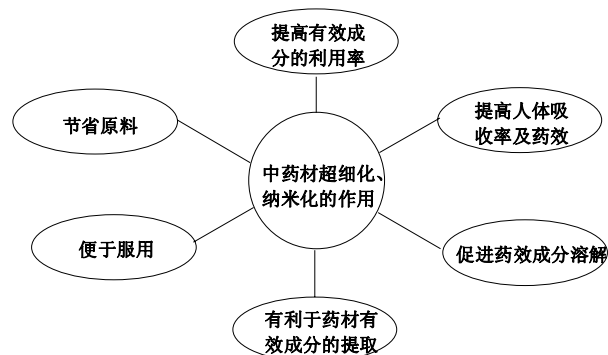 提高有效成
分的利用率
节省原料
提高人体吸
收率及药效
中药材超细化、
纳米化的作用
便于服用
促进药效成分溶解
有利于药材有
效成分的提取